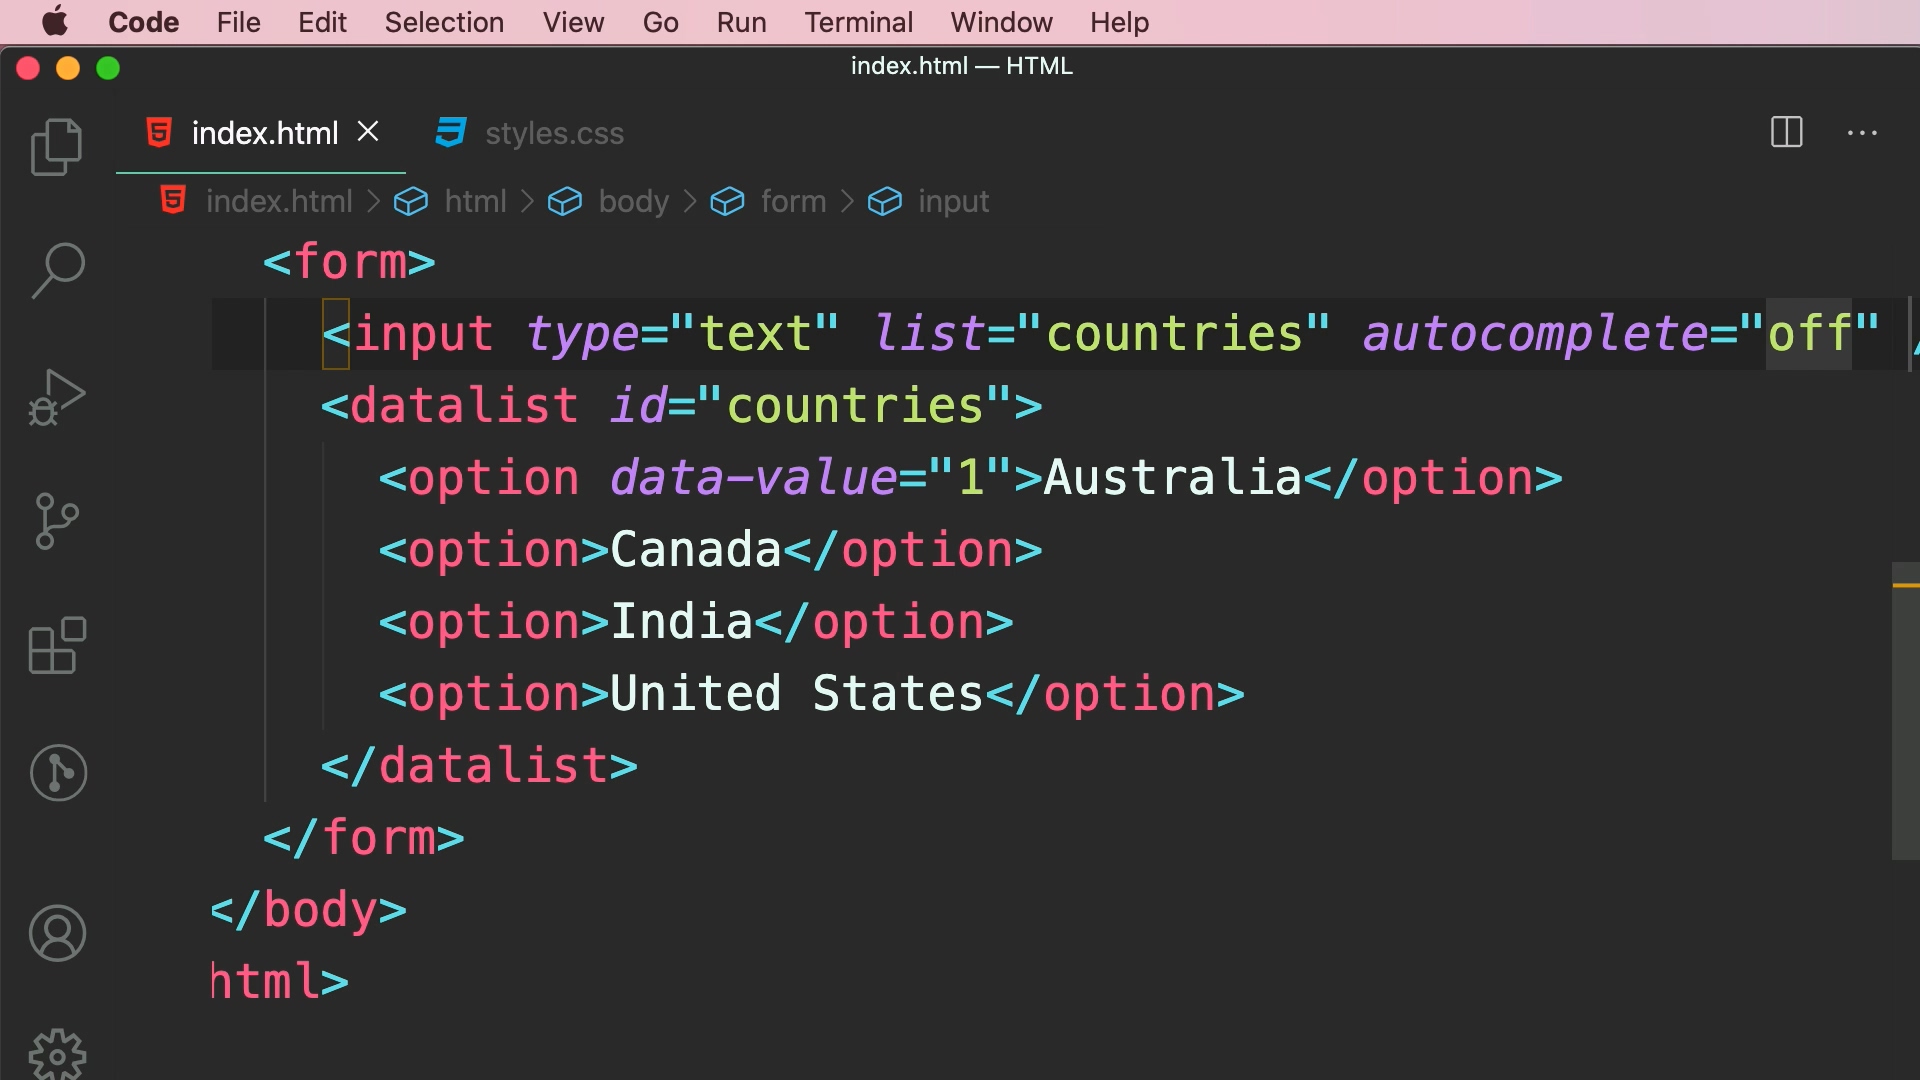 Code File Edit Selection View Go Run Terminal Window Help
index.html — HTML
index.html styles.css
index.html > html > body > form > input
<form>
<input type="text" list="countries" autocomplete="off" /
<datalist id="countries">
<option data-value="1">Australia</option>
<option>Canada</option>
<option>India</option>
<option>United States</option>
</datalist>
</form>
</body>
html>